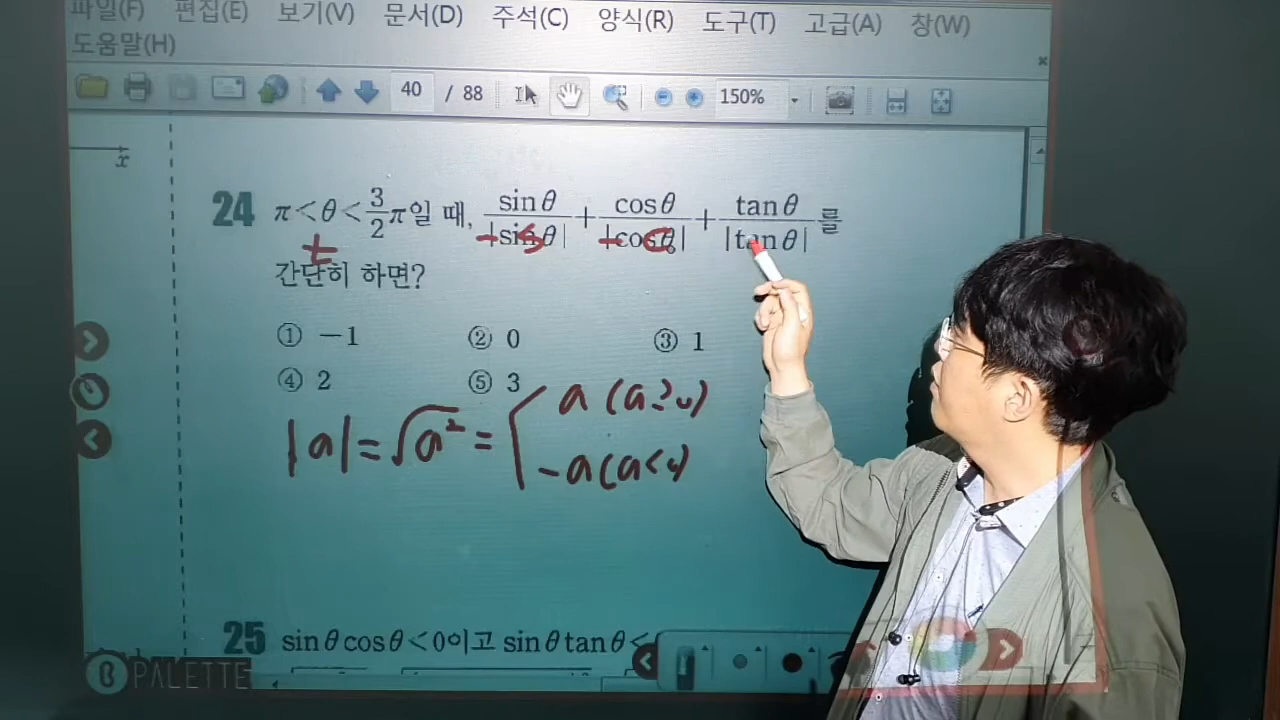 파일(F) 편집(E) 보기(V) 문서(D) 주석(C) 양식(R) 도구(T) 고급(A) 창(W)
도움말(H)
40 / 88 150%
x
24 π<θ<3/2π일 때, sinθ/|sinθ| + cosθ/|cosθ| + tanθ/|tanθ| 를
-s -c
t
간단히 하면?
① -1 ② 0 ③ 1
④ 2 ⑤ 3
|a|=√a²= { a (a≥0)
-a (a<0)
25 sinθcosθ<0이고 sinθtanθ<
PALETTE